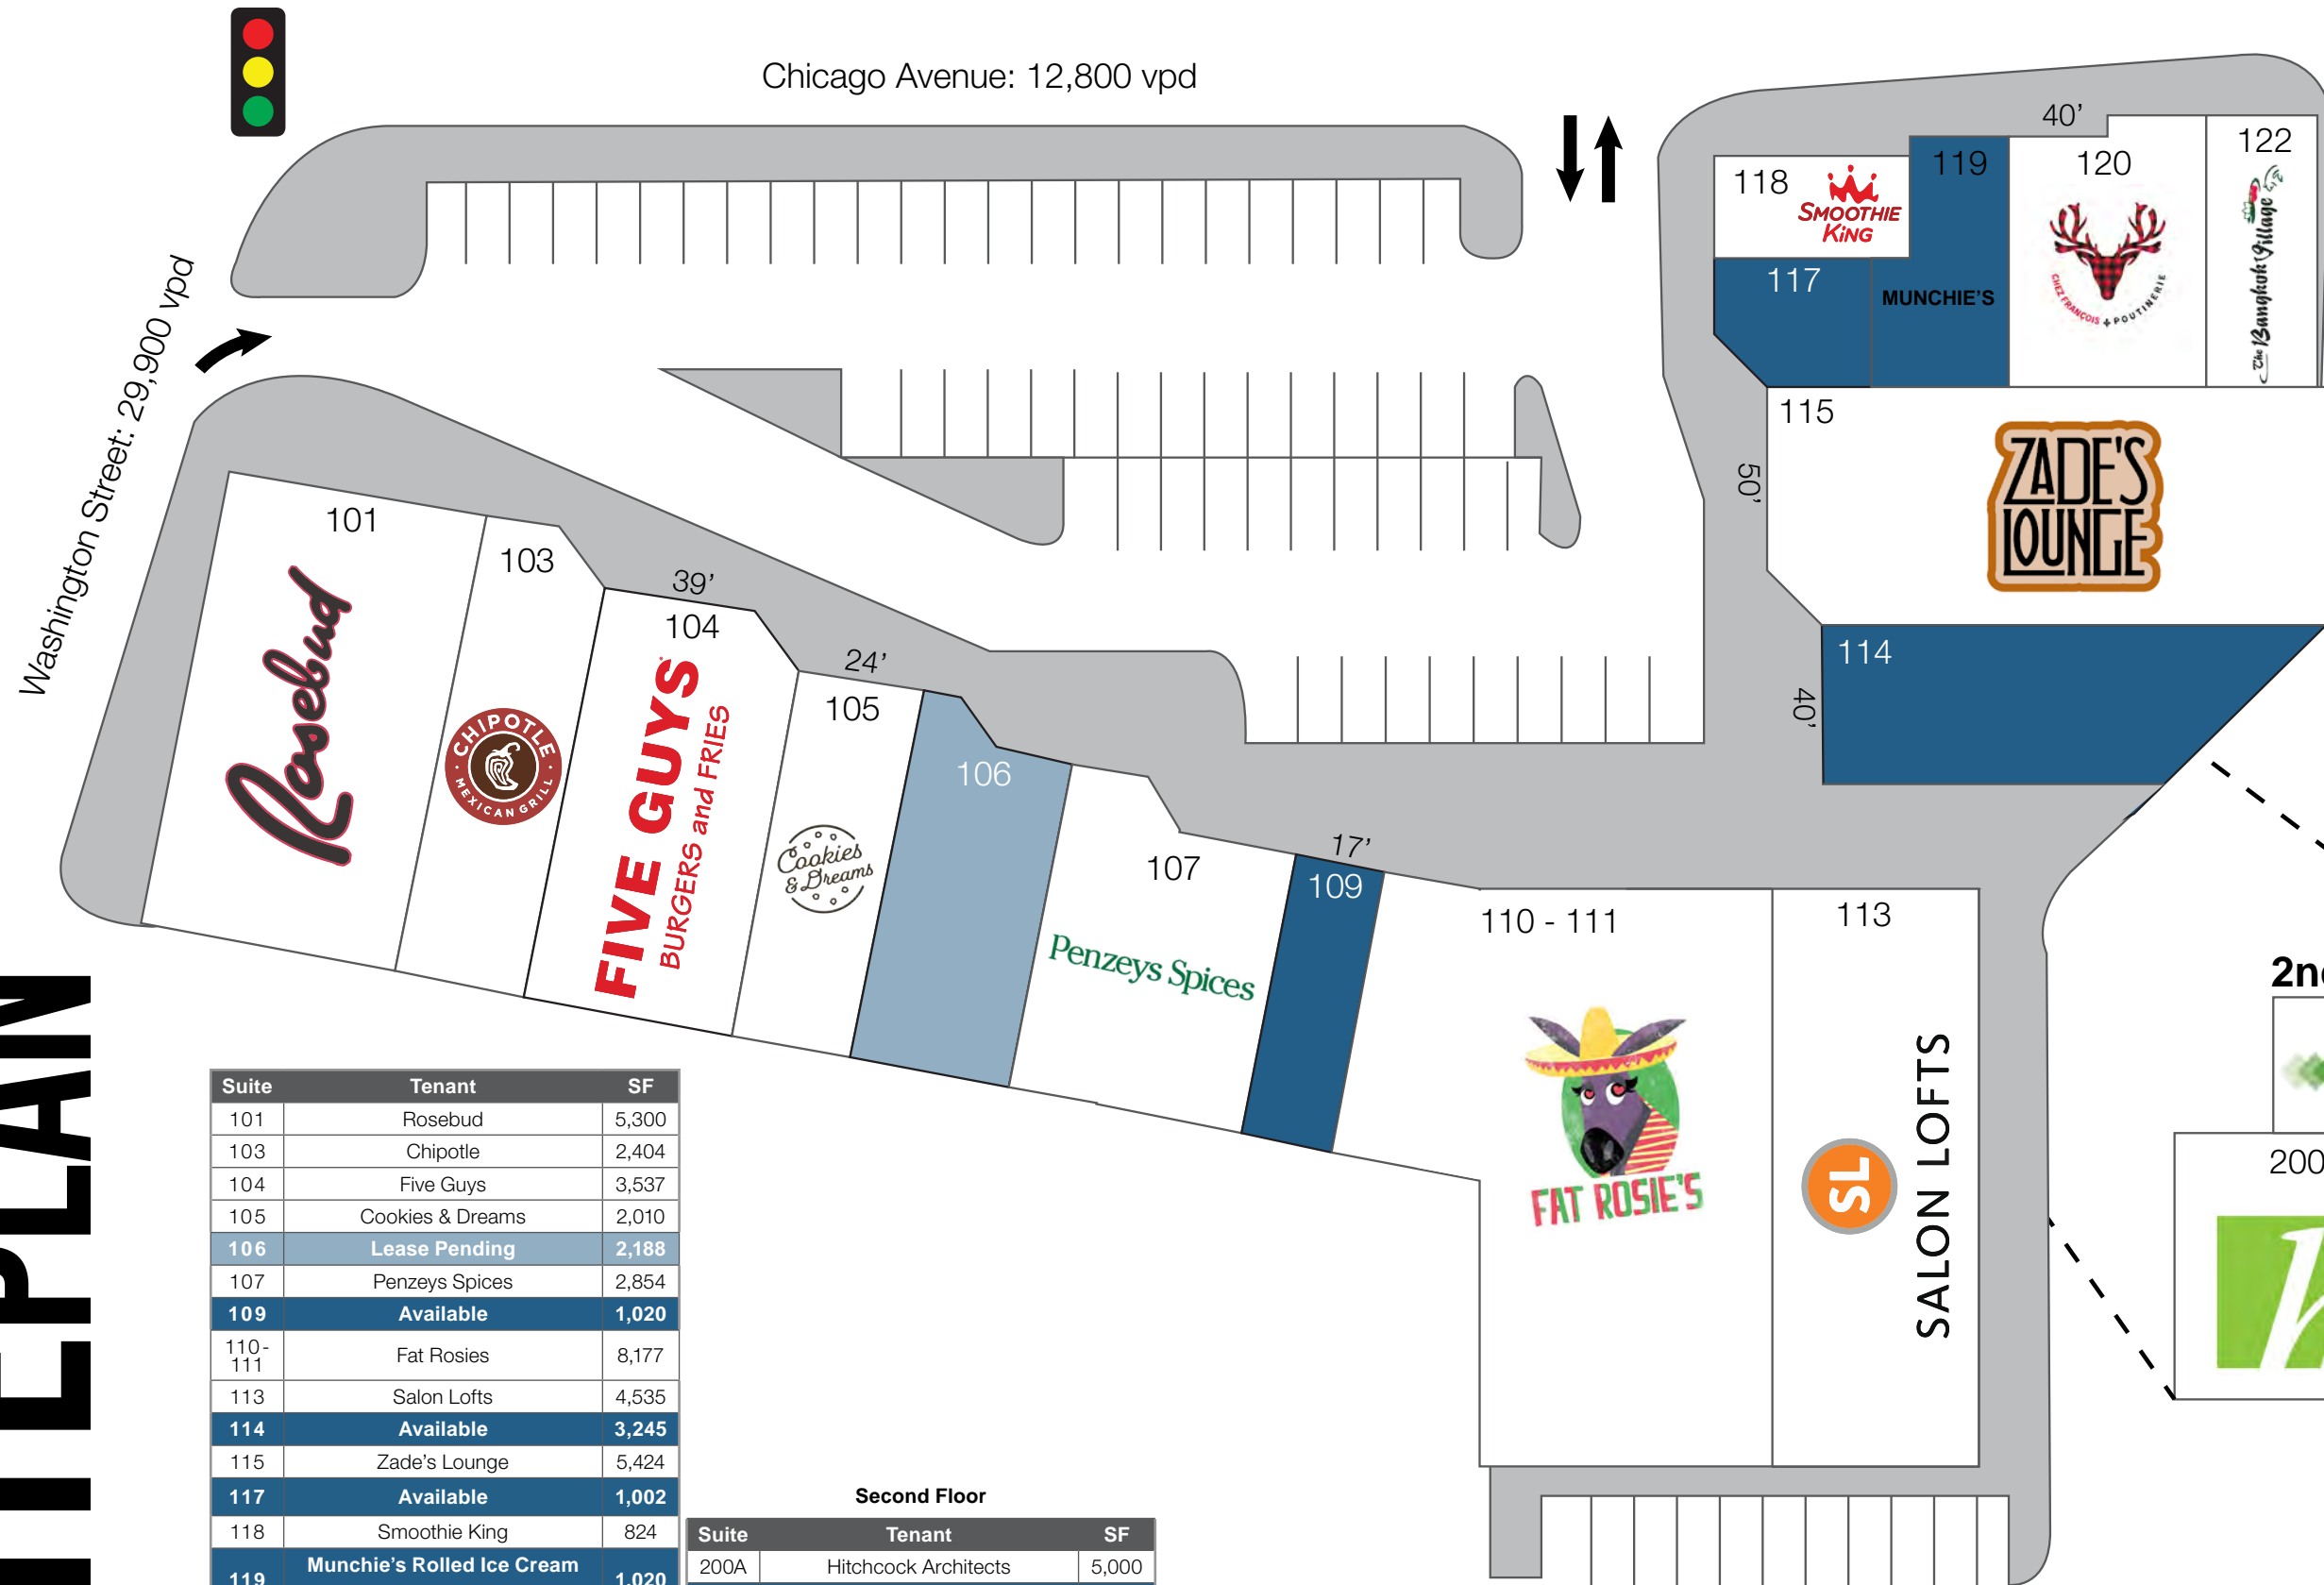 Chicago Avenue: 12,800 vpd
Washington Street: 29,900 vpd
40'
118
SMOOTHIE
KING
119
120
122
117
MUNCHIE'S
CHEZ FRANÇOIS + POUTINERIE
The Bangkok Village
115
50'
ZADE'S
LOUNGE
114
40'
101
Rosebud
103
CHIPOTLE
MEXICAN GRILL
39'
104
FIVE GUYS
BURGERS and FRIES
24'
105
Cookies
& Dreams
106
107
Penzeys Spices
17'
109
110 - 111
FAT ROSIE'S
113
SL
SALON LOFTS
200
Suite Tenant SF
101 Rosebud 5,300
103 Chipotle 2,404
104 Five Guys 3,537
105 Cookies & Dreams 2,010
106 Lease Pending 2,188
107 Penzeys Spices 2,854
109 Available 1,020
110-
111 Fat Rosies 8,177
113 Salon Lofts 4,535
114 Available 3,245
115 Zade's Lounge 5,424
117 Available 1,002
118 Smoothie King 824
119 Munchie's Rolled Ice Cream 1,020
Second Floor
Suite Tenant SF
200A Hitchcock Architects 5,000